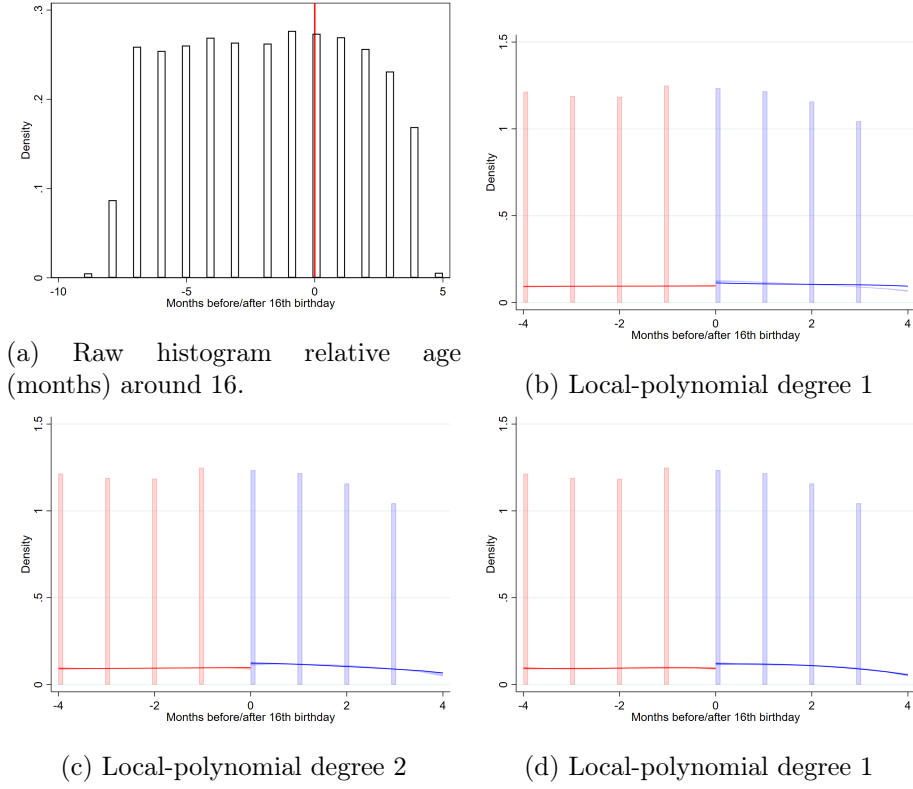 .3
.2
.1
0
Density
-10
-5
0
5
Months before/after 16th birthday
(a) Raw histogram relative age
(months) around 16.
1.5
1
.5
0
Density
-4
-2
0
2
4
Months before/after 16th birthday
(b) Local-polynomial degree 1
1.5
1
.5
0
Density
-4
-2
0
2
4
Months before/after 16th birthday
(c) Local-polynomial degree 2
1.5
1
.5
0
Density
-4
-2
0
2
4
Months before/after 16th birthday
(d) Local-polynomial degree 1